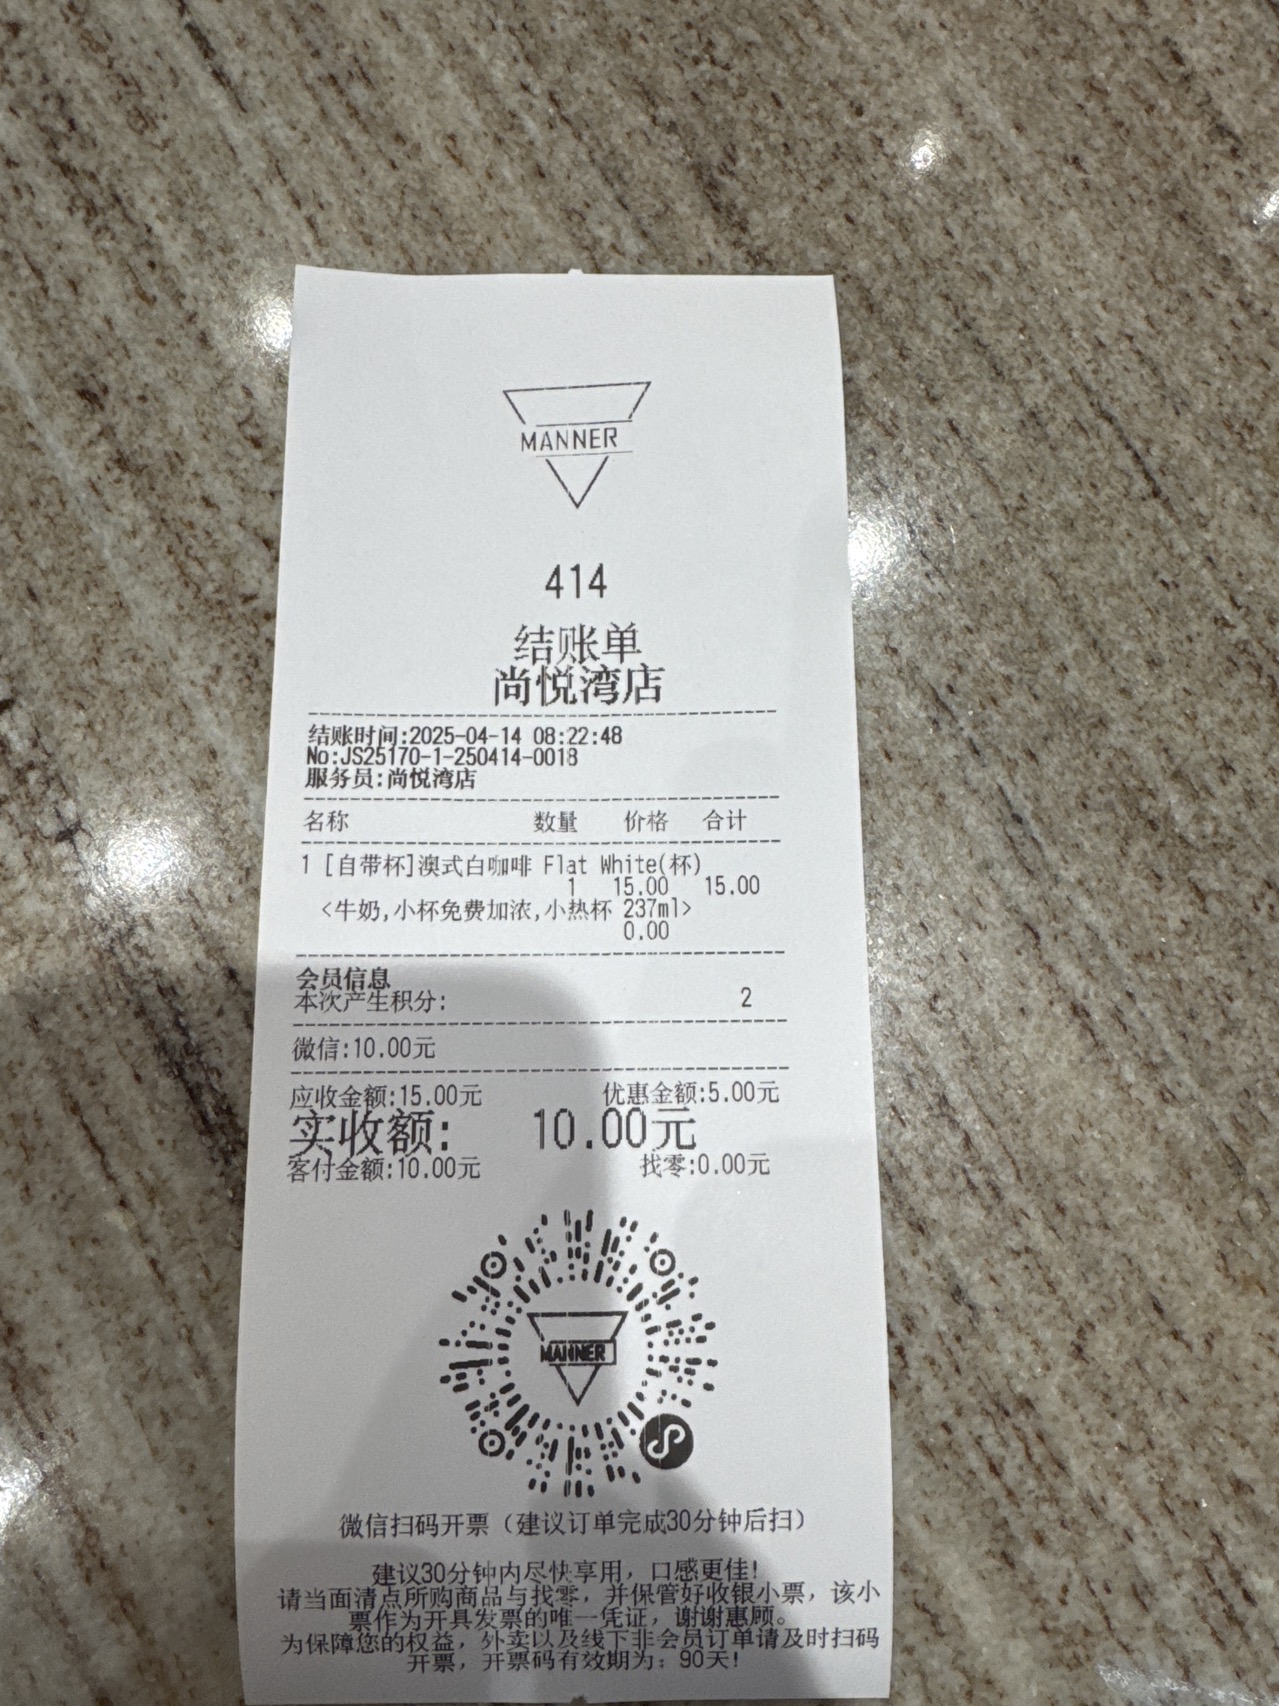 MANNER
414
结账单
尚悦湾店
结账时间:2025-04-14 08:22:48
No:JS25170-1-250414-0018
服务员:尚悦湾店
名称 数量 价格 合计
1 [自带杯]澳式白咖啡 Flat White(杯)
1 15.00 15.00
<牛奶,小杯免费加浓,小热杯 237ml>
0.00
会员信息
本次产生积分: 2
微信:10.00元
应收金额:15.00元 优惠金额:5.00元
实收额: 10.00元
客付金额:10.00元 找零:0.00元
MANNER
微信扫码开票（建议订单完成30分钟后扫）
建议30分钟内尽快享用，口感更佳!
请当面清点所购商品与找零，并保管好收银小票，该小
票作为开具发票的唯一凭证，谢谢惠顾。
为保障您的权益，外卖以及线下非会员订单请及时扫码
开票，开票码有效期为：90天!